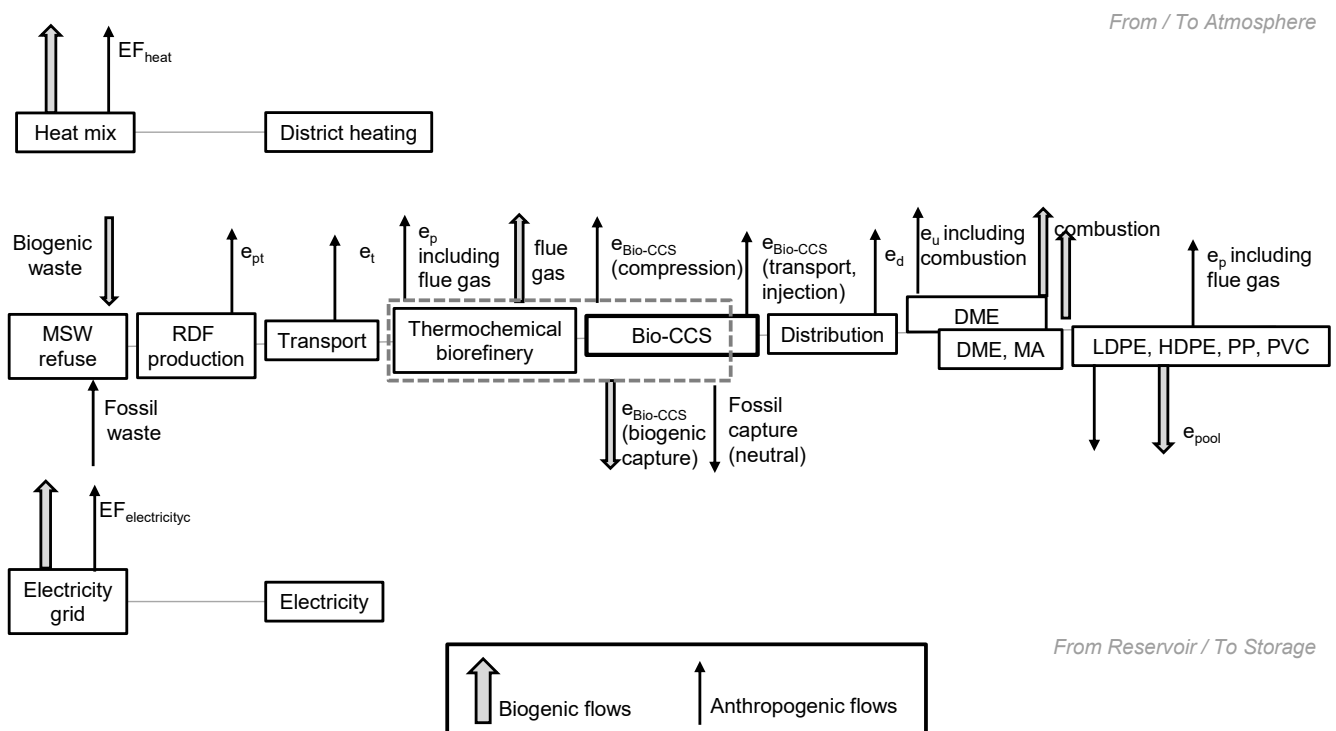 From / To Atmosphere
EFheat
Heat mix
District heating
Biogenic
waste
ept
et
ep
including
flue gas
flue
gas
eBio-CCS
(compression)
eBio-CCS
(transport,
injection)
ed
eu including
combustion
combustion
ep including
flue gas
MSW
refuse
RDF
production
Transport
Thermochemical
biorefinery
Bio-CCS
Distribution
DME
DME, MA
LDPE, HDPE, PP, PVC
Fossil
waste
eBio-CCS
(biogenic
capture)
Fossil
capture
(neutral)
epool
EFelectricityc
Electricity
grid
Electricity
From Reservoir / To Storage
Biogenic flows
Anthropogenic flows